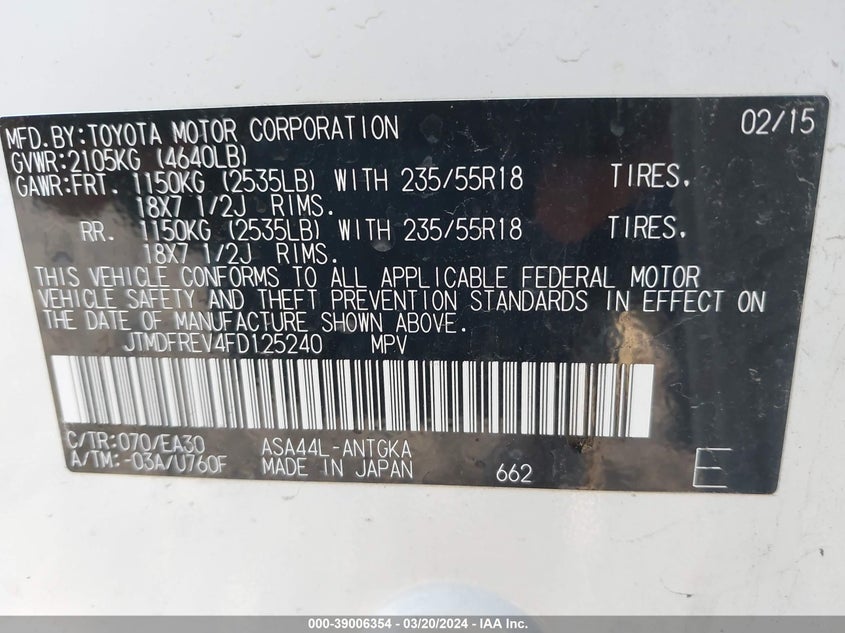 MFD.BY:TOYOTA MOTOR CORPORATION 02/15
GVWR:2105KG (4640LB)
GAWR:FRT. 1150KG (2535LB) WITH 235/55R18 TIRES.
18X7 1/2J RIMS.
RR. 1150KG (2535LB) WITH 235/55R18 TIRES.
18X7 1/2J RIMS.
THIS VEHICLE CONFORMS TO ALL APPLICABLE FEDERAL MOTOR
VEHICLE SAFETY AND THEFT PREVENTION STANDARDS IN EFFECT ON
THE DATE OF MANUFACTURE SHOWN ABOVE.
JTMDFREV4FD125240 MPV
C/TR:070/EA30 ASA44L-ANTGKA
A/TM:-03A/U760F MADE IN JAPAN 662 E
000-39006354 - 03/20/2024 - IAA Inc.